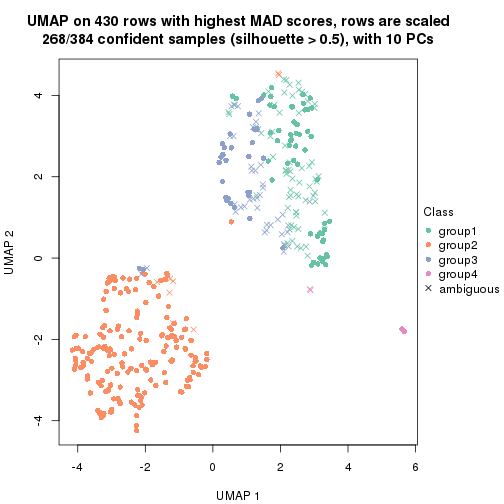 UMAP on 430 rows with highest MAD scores, rows are scaled
268/384 confident samples (silhouette > 0.5), with 10 PCs
4
2
0
-2
-4
UMAP 2
-4
-2
0
2
4
6
UMAP 1
Class
group1
group2
group3
group4
ambiguous